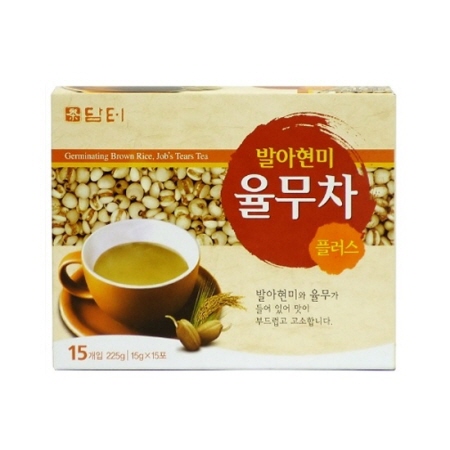 담터
Germinating Brown Rice, Job's Tears Tea
발아현미
율무차
플러스
발아현미와 율무가
들어 있어 맛이
부드럽고 고소합니다.
15개입 225g | 15g×15포